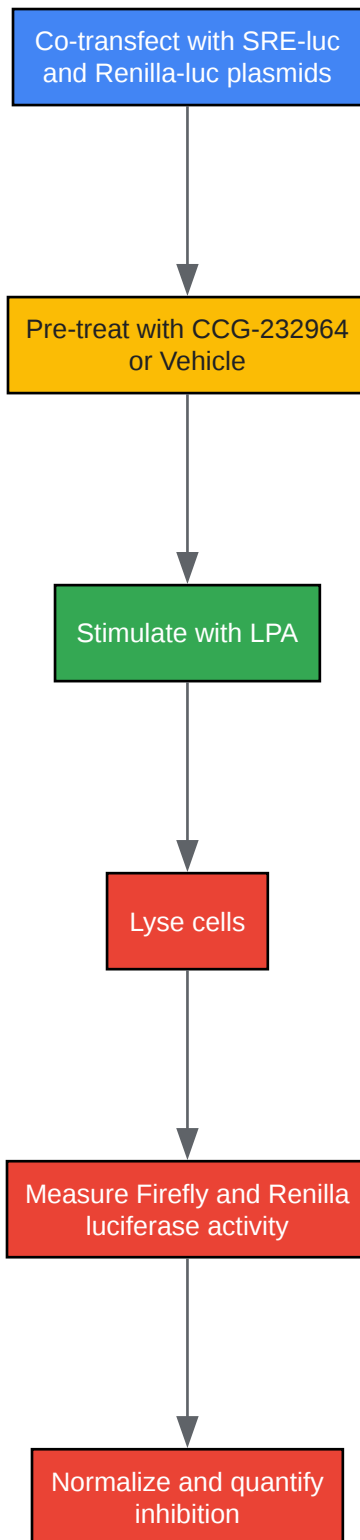 Co-transfect with SRE-luc
and Renilla-luc plasmids
Pre-treat with CCG-232964
or Vehicle
Stimulate with LPA
Lyse cells
Measure Firefly and Renilla
luciferase activity
Normalize and quantify
inhibition